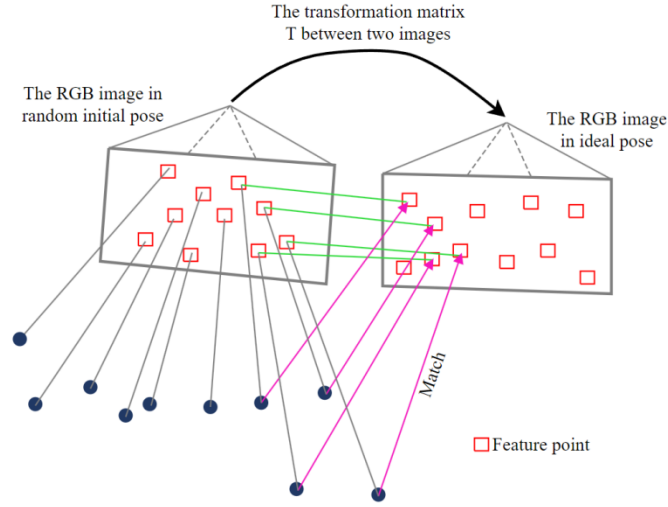 The transformation matrix
T between two images
The RGB image in
random initial pose
The RGB image
in ideal pose
Match
Feature point